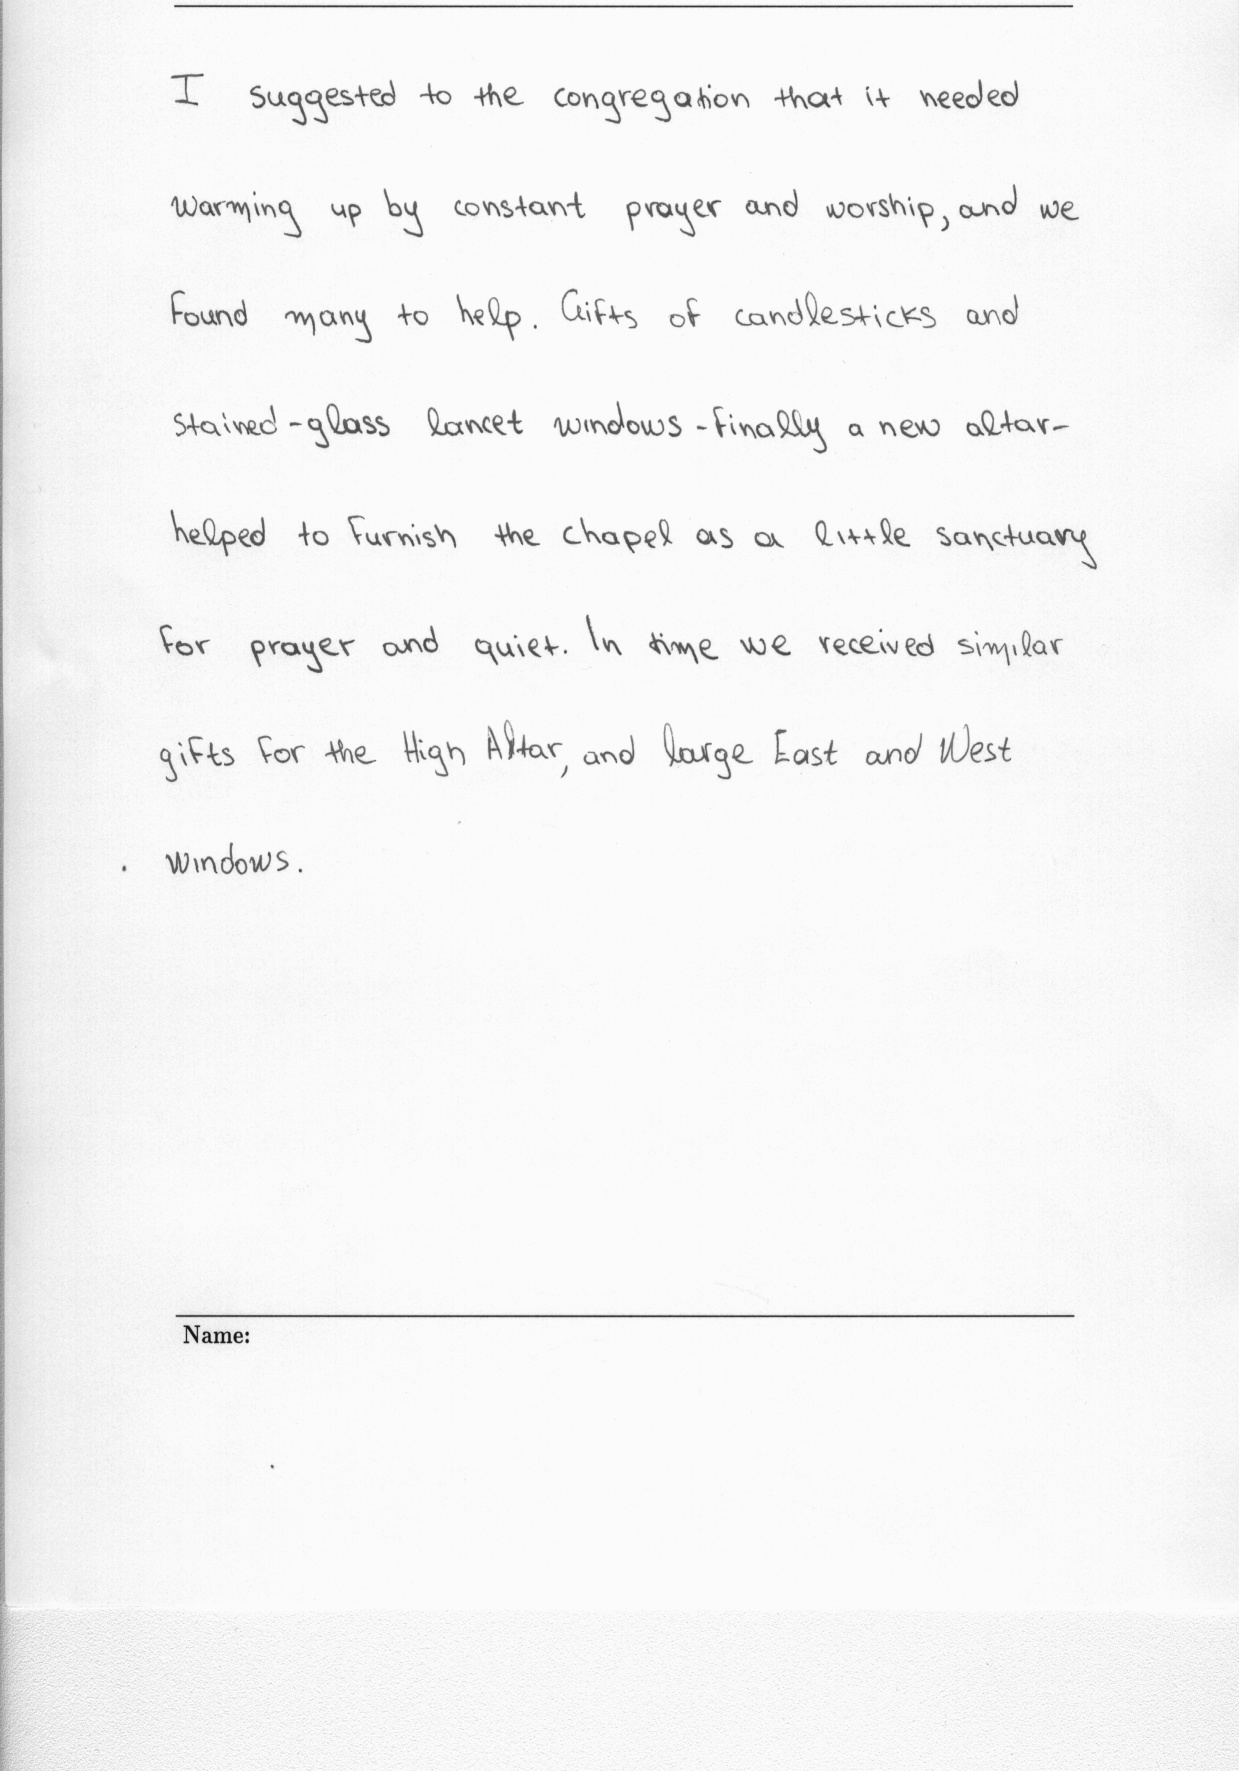 I suggested to the congregation that it needed
warming up by constant prayer and worship, and we
found many to help. Gifts of candlesticks and
stained-glass lancet windows - finally a new altar-
helped to furnish the chapel as a little sanctuary
for prayer and quiet. In time we received similar
gifts for the High Altar, and large East and West
windows.
Name: